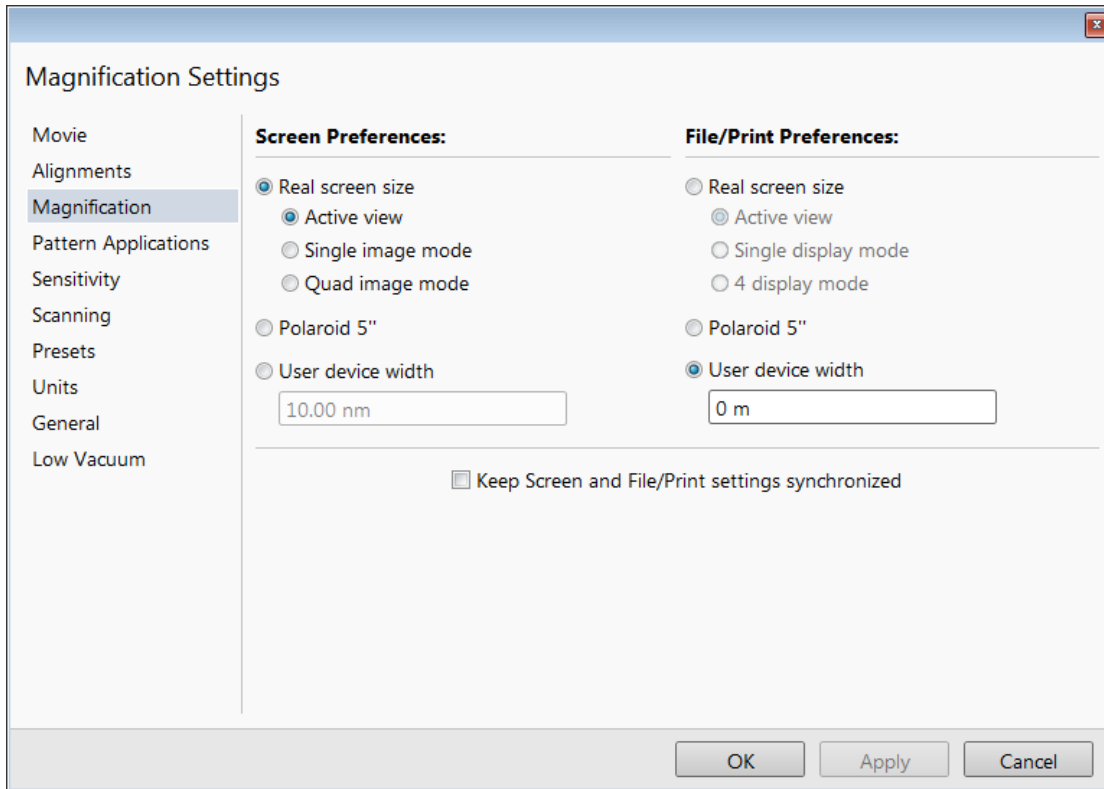 Magnification Settings
Movie
Alignments
Magnification
Pattern Applications
Sensitivity
Scanning
Presets
Units
General
Low Vacuum
Screen Preferences:
Real screen size
Active view
Single image mode
Quad image mode
Polaroid 5''
User device width
10.00 nm
File/Print Preferences:
Real screen size
Active view
Single display mode
4 display mode
Polaroid 5''
User device width
0 m
Keep Screen and File/Print settings synchronized
OK
Apply
Cancel